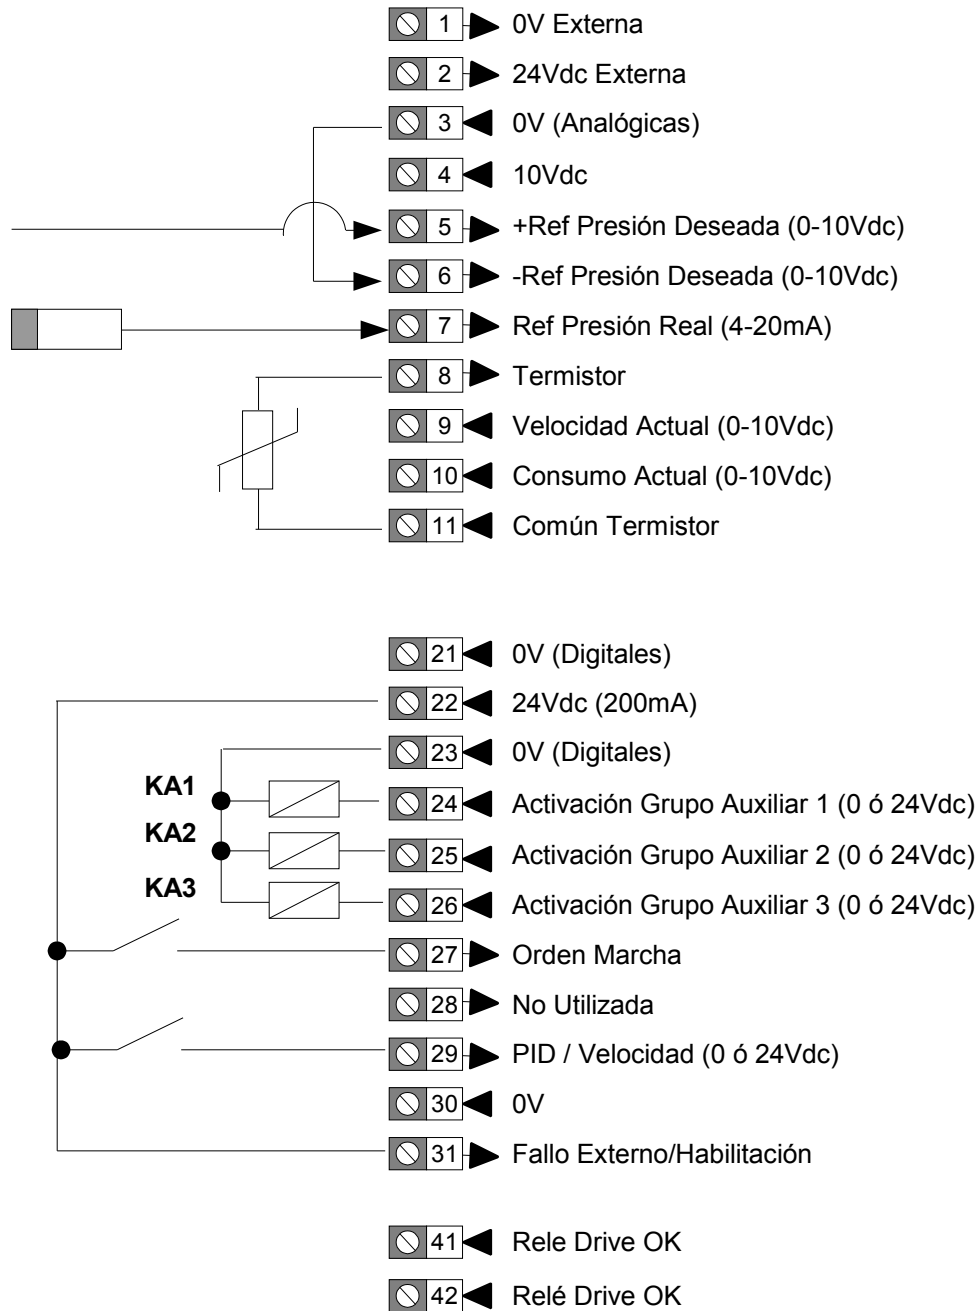 1 0V Externa
2 24Vdc Externa
3 0V (Analógicas)
4 10Vdc
5 +Ref Presión Deseada (0-10Vdc)
6 -Ref Presión Deseada (0-10Vdc)
7 Ref Presión Real (4-20mA)
8 Termistor
9 Velocidad Actual (0-10Vdc)
10 Consumo Actual (0-10Vdc)
11 Común Termistor
21 0V (Digitales)
22 24Vdc (200mA)
23 0V (Digitales)
KA1
24 Activación Grupo Auxiliar 1 (0 ó 24Vdc)
KA2
25 Activación Grupo Auxiliar 2 (0 ó 24Vdc)
KA3
26 Activación Grupo Auxiliar 3 (0 ó 24Vdc)
27 Orden Marcha
28 No Utilizada
29 PID / Velocidad (0 ó 24Vdc)
30 0V
31 Fallo Externo/Habilitación
41 Rele Drive OK
42 Relé Drive OK